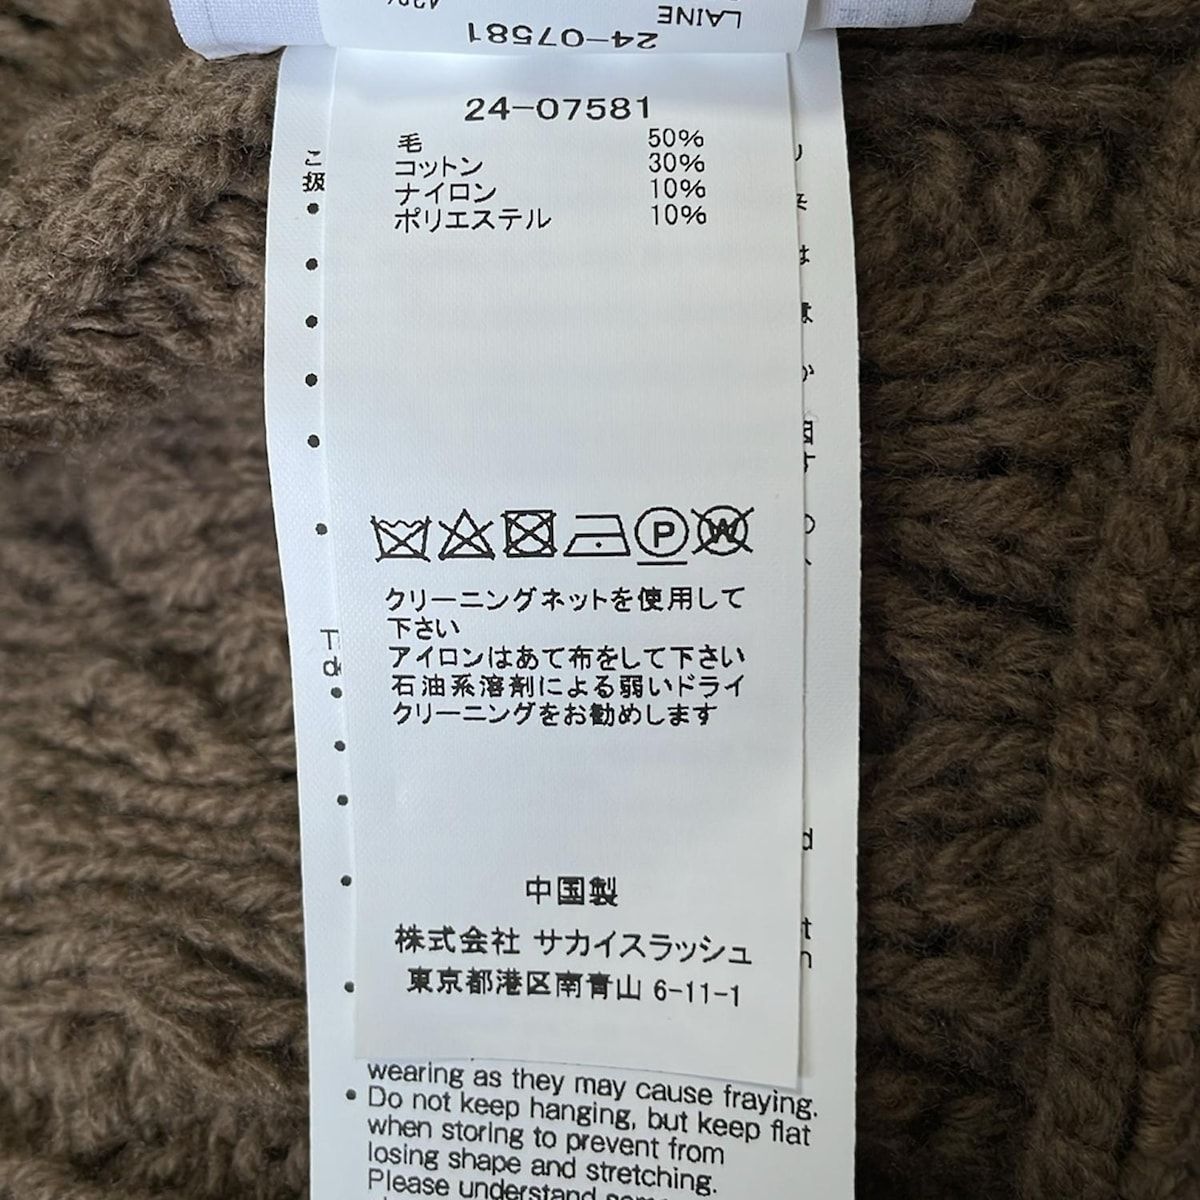 LAINE
24-07581
24-07581
毛 50%
コットン 30%
ナイロン 10%
ポリエステル 10%
P
W
クリーニングネットを使用して
下さい
アイロンはあて布をして下さい
石油系溶剤による弱いドライ
クリーニングをお勧めします
中国製
株式会社 サカイスラッシュ
東京都港区南青山 6-11-1
wearing as they may cause fraying.
• Do not keep hanging, but keep flat
when storing to prevent from
losing shape and stretching.
Please understand